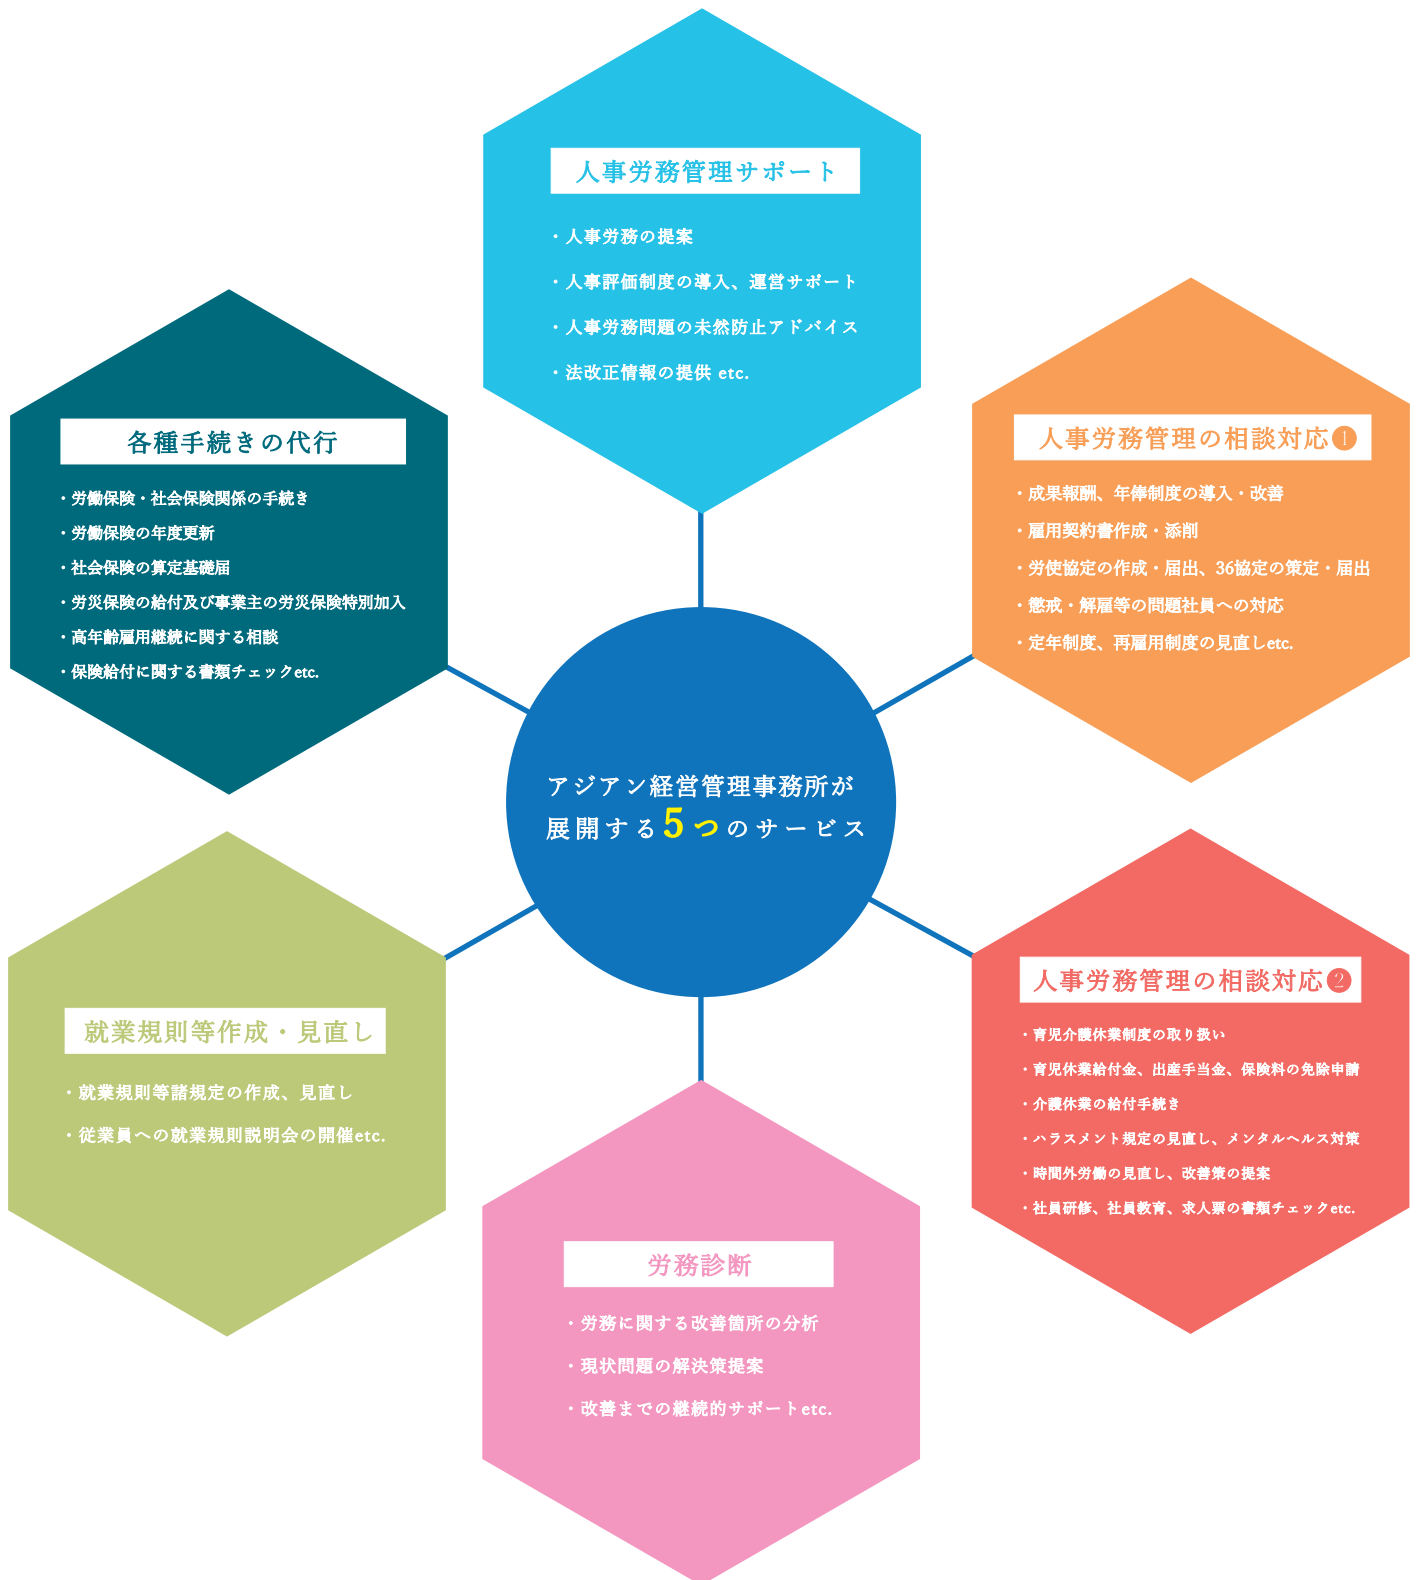 人事労務管理サポート
・人事労務の提案
・人事評価制度の導入、運営サポート
・人事労務問題の未然防止アドバイス
・法改正情報の提供 etc.
各種手続きの代行
・労働保険・社会保険関係の手続き
・労働保険の年度更新
・社会保険の算定基礎届
・労災保険の給付及び事業主の労災保険特別加入
・高年齢雇用継続に関する相談
・保険給付に関する書類チェックetc.
人事労務管理の相談対応❶
・成果報酬、年俸制度の導入・改善
・雇用契約書作成・添削
・労使協定の作成・届出、36協定の策定・届出
・懲戒・解雇等の問題社員への対応
・定年制度、再雇用制度の見直しetc.
アジアン経営管理事務所が
展開する5つのサービス
就業規則等作成・見直し
・就業規則等諸規定の作成、見直し
・従業員への就業規則説明会の開催etc.
人事労務管理の相談対応❷
・育児介護休業制度の取り扱い
・育児休業給付金、出産手当金、保険料の免除申請
・介護休業の給付手続き
・ハラスメント規定の見直し、メンタルヘルス対策
・時間外労働の見直し、改善策の提案
・社員研修、社員教育、求人票の書類チェックetc.
労務診断
・労務に関する改善箇所の分析
・現状問題の解決策提案
・改善までの継続的サポートetc.